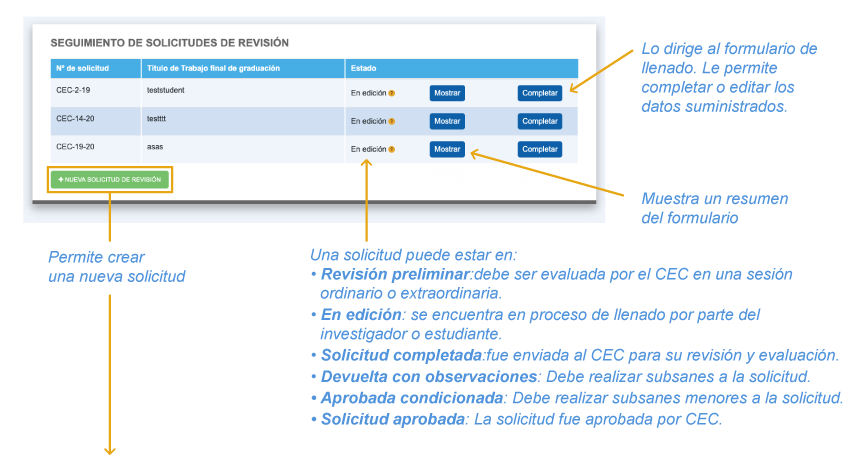 SEGUIMIENTO DE SOLICITUDES DE REVISIÓN
Nº de solicitud Título de Trabajo final de graduación Estado
CEC-2-19 teststudent En edición Mostrar Completar
CEC-14-20 testttt En edición Mostrar Completar
CEC-19-20 asas En edición Mostrar Completar
+ NUEVA SOLICITUD DE REVISIÓN
Lo dirige al formulario de
llenado. Le permite
completar o editar los
datos suministrados.
Muestra un resumen
del formulario
Permite crear
una nueva solicitud
Una solicitud puede estar en:
• Revisión preliminar:debe ser evaluada por el CEC en una sesión
ordinario o extraordinaria.
• En edición: se encuentra en proceso de llenado por parte del
investigador o estudiante.
• Solicitud completada:fue enviada al CEC para su revisión y evaluación.
• Devuelta con observaciones: Debe realizar subsanes a la solicitud.
• Aprobada condicionada: Debe realizar subsanes menores a la solicitud.
• Solicitud aprobada: La solicitud fue aprobada por CEC.